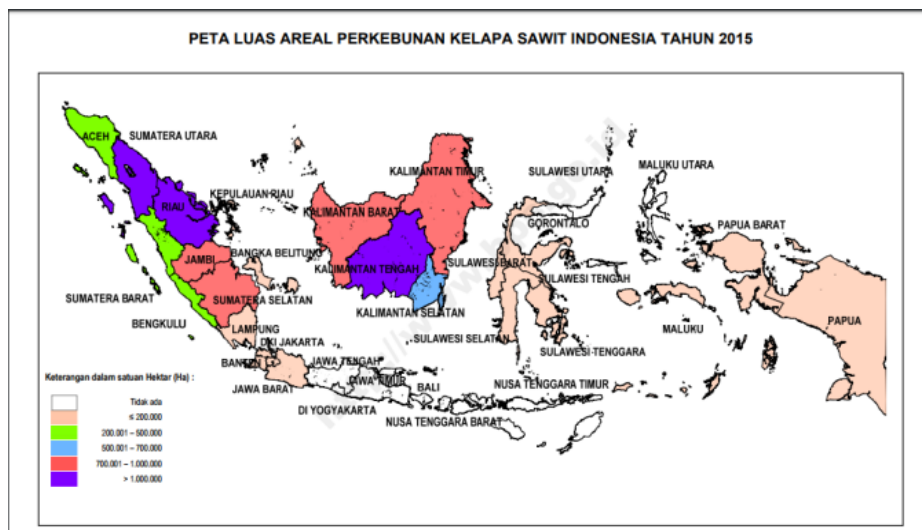 PETA LUAS AREAL PERKEBUNAN KELAPA SAWIT INDONESIA TAHUN 2015
ACEH
SUMATERA UTARA
RIAU
KEPULAUAN RIAU
JAMBI
BANGKA BELITUNG
SUMATERA BARAT
SUMATERA SELATAN
BENGKULU
LAMPUNG
DKI JAKARTA
BANTEN
JAWA BARAT
JAWA TENGAH
JAWA TIMUR
DI YOGYAKARTA
BALI
NUSA TENGGARA BARAT
NUSA TENGGARA TIMUR
KALIMANTAN TIMUR
KALIMANTAN BARAT
KALIMANTAN TENGAH
KALIMANTAN SELATAN
SULAWESI UTARA
GORONTALO
SULAWESI BARAT
SULAWESI TENGAH
SULAWESI SELATAN
SULAWESI TENGGARA
MALUKU UTARA
MALUKU
PAPUA BARAT
PAPUA
Keterangan dalam satuan Hektar (Ha) :
Tidak ada
≤ 200.000
200.001 – 500.000
500.001 – 700.000
700.001 – 1.000.000
> 1.000.000